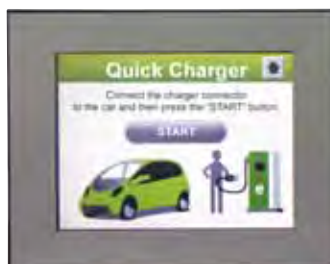 Quick Charger
Connect the charger connector
to the car and then press the "START" button.
START
e